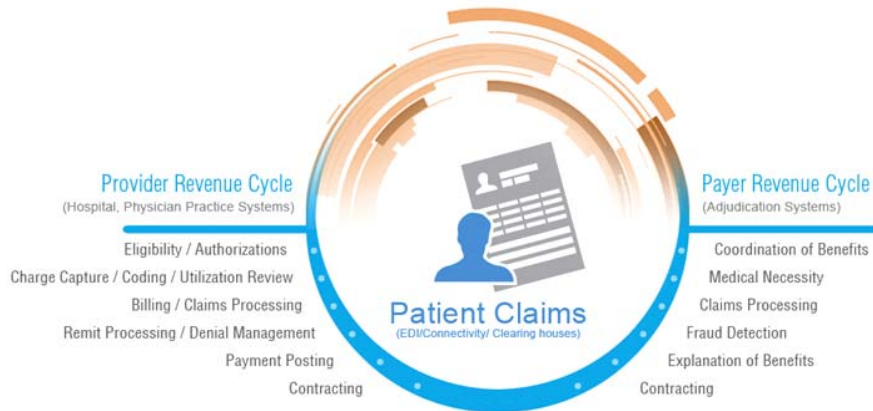 Provider Revenue Cycle
(Hospital, Physician Practice Systems)
Eligibility / Authorizations
Charge Capture / Coding / Utilization Review
Billing / Claims Processing
Remit Processing / Denial Management
Payment Posting
Contracting
Patient Claims
(EDI/Connectivity/ Clearing houses)
Payer Revenue Cycle
(Adjudication Systems)
Coordination of Benefits
Medical Necessity
Claims Processing
Fraud Detection
Explanation of Benefits
Contracting